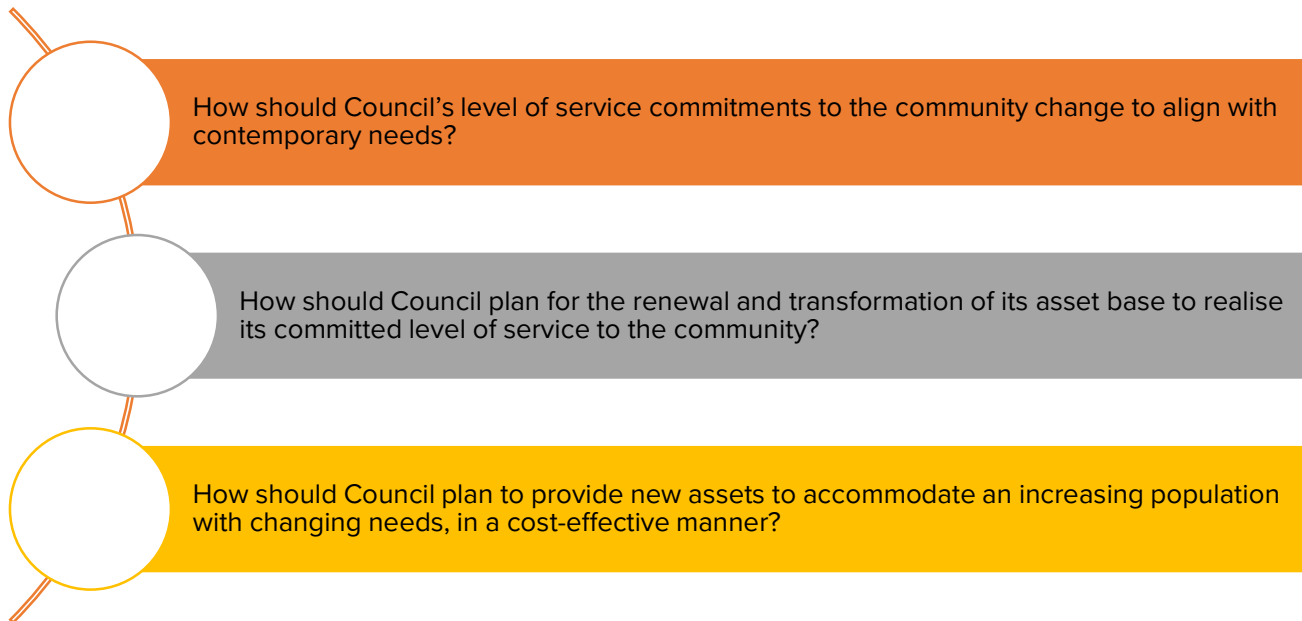 How should Council’s level of service commitments to the community change to align with
contemporary needs?
How should Council plan for the renewal and transformation of its asset base to realise
its committed level of service to the community?
How should Council plan to provide new assets to accommodate an increasing population
with changing needs, in a cost-effective manner?